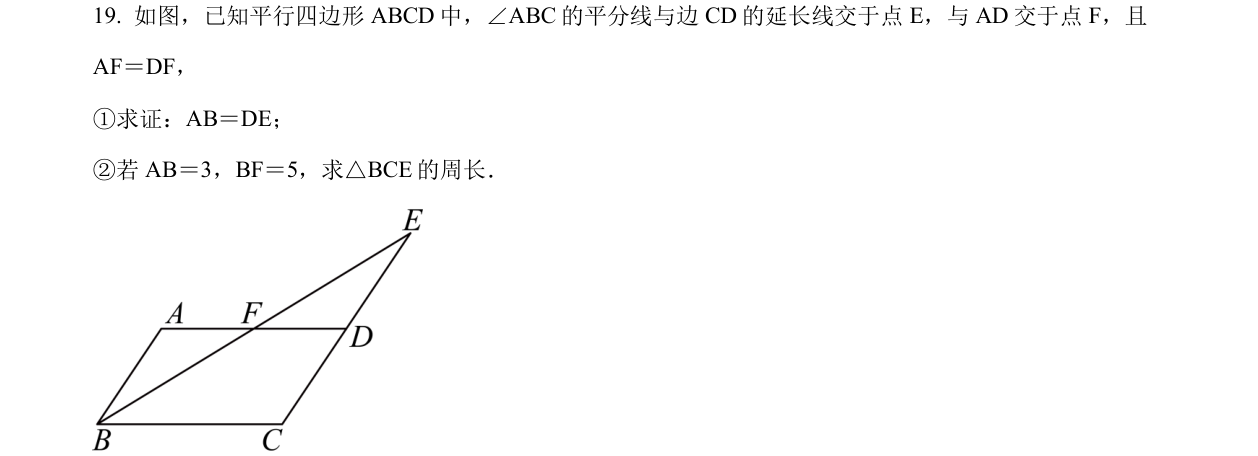 19. 如图，已知平行四边形 ABCD 中，∠ABC 的平分线与边 CD 的延长线交于点 E，与 AD 交于点 F，且
AF＝DF，
①求证：AB＝DE；
②若 AB＝3，BF＝5，求△BCE 的周长．
E
A
F
D
B
C